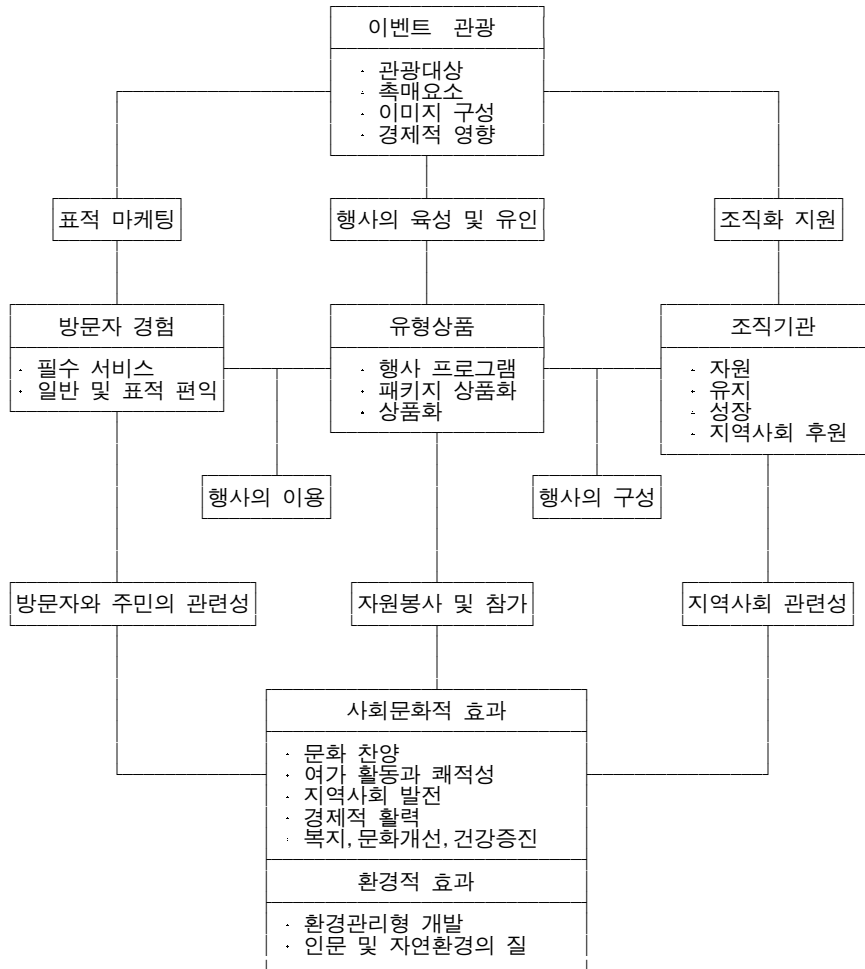 이벤트 관광
· 관광대상
· 촉매요소
· 이미지 구성
· 경제적 영향
표적 마케팅
행사의 육성 및 유인
조직화 지원
방문자 경험
· 필수 서비스
· 일반 및 표적 편익
유형상품
· 행사 프로그램
· 패키지 상품화
· 상품화
조직기관
· 자원
· 유지
· 성장
· 지역사회 후원
행사의 이용
행사의 구성
방문자와 주민의 관련성
자원봉사 및 참가
지역사회 관련성
사회문화적 효과
· 문화 찬양
· 여가 활동과 쾌적성
· 지역사회 발전
· 경제적 활력
· 복지, 문화개선, 건강증진
환경적 효과
· 환경관리형 개발
· 인문 및 자연환경의 질